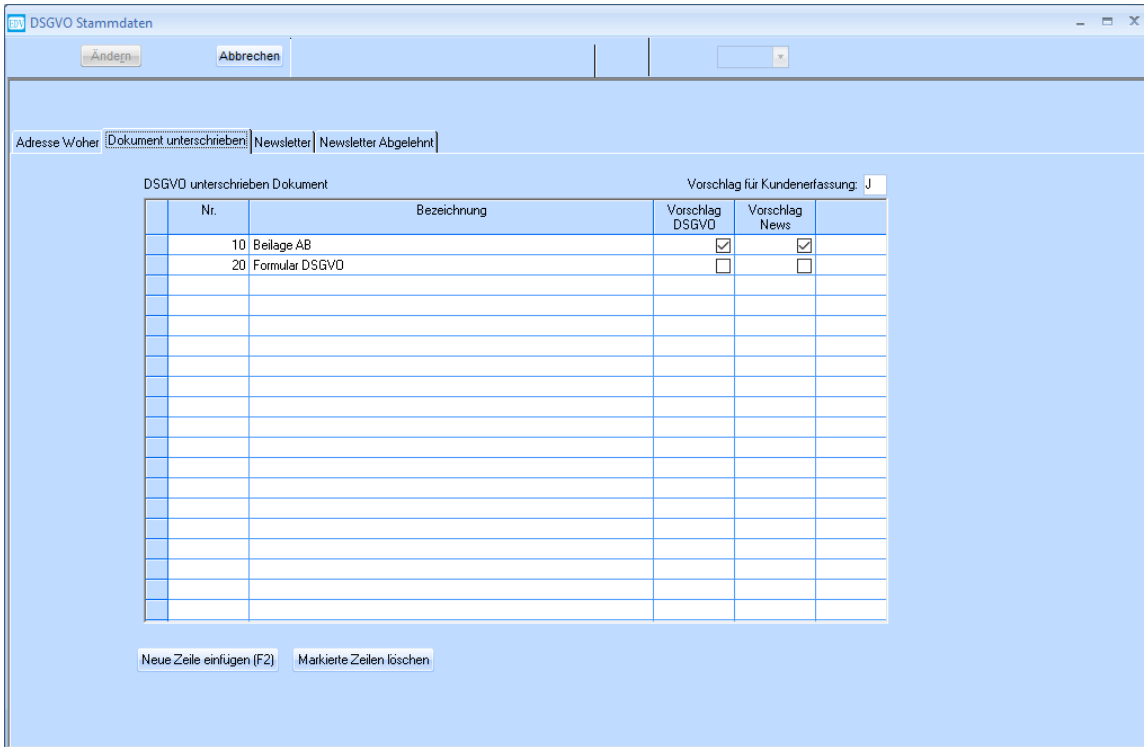 EDV DSGVO Stammdaten
Ändern Abbrechen
Adresse Woher Dokument unterschrieben Newsletter Newsletter Abgelehnt
DSGVO unterschrieben Dokument Vorschlag für Kundenerfassung: J
Nr. Bezeichnung Vorschlag DSGVO Vorschlag News
10 Beilage AB
20 Formular DSGVO
Neue Zeile einfügen (F2) Markierte Zeilen löschen